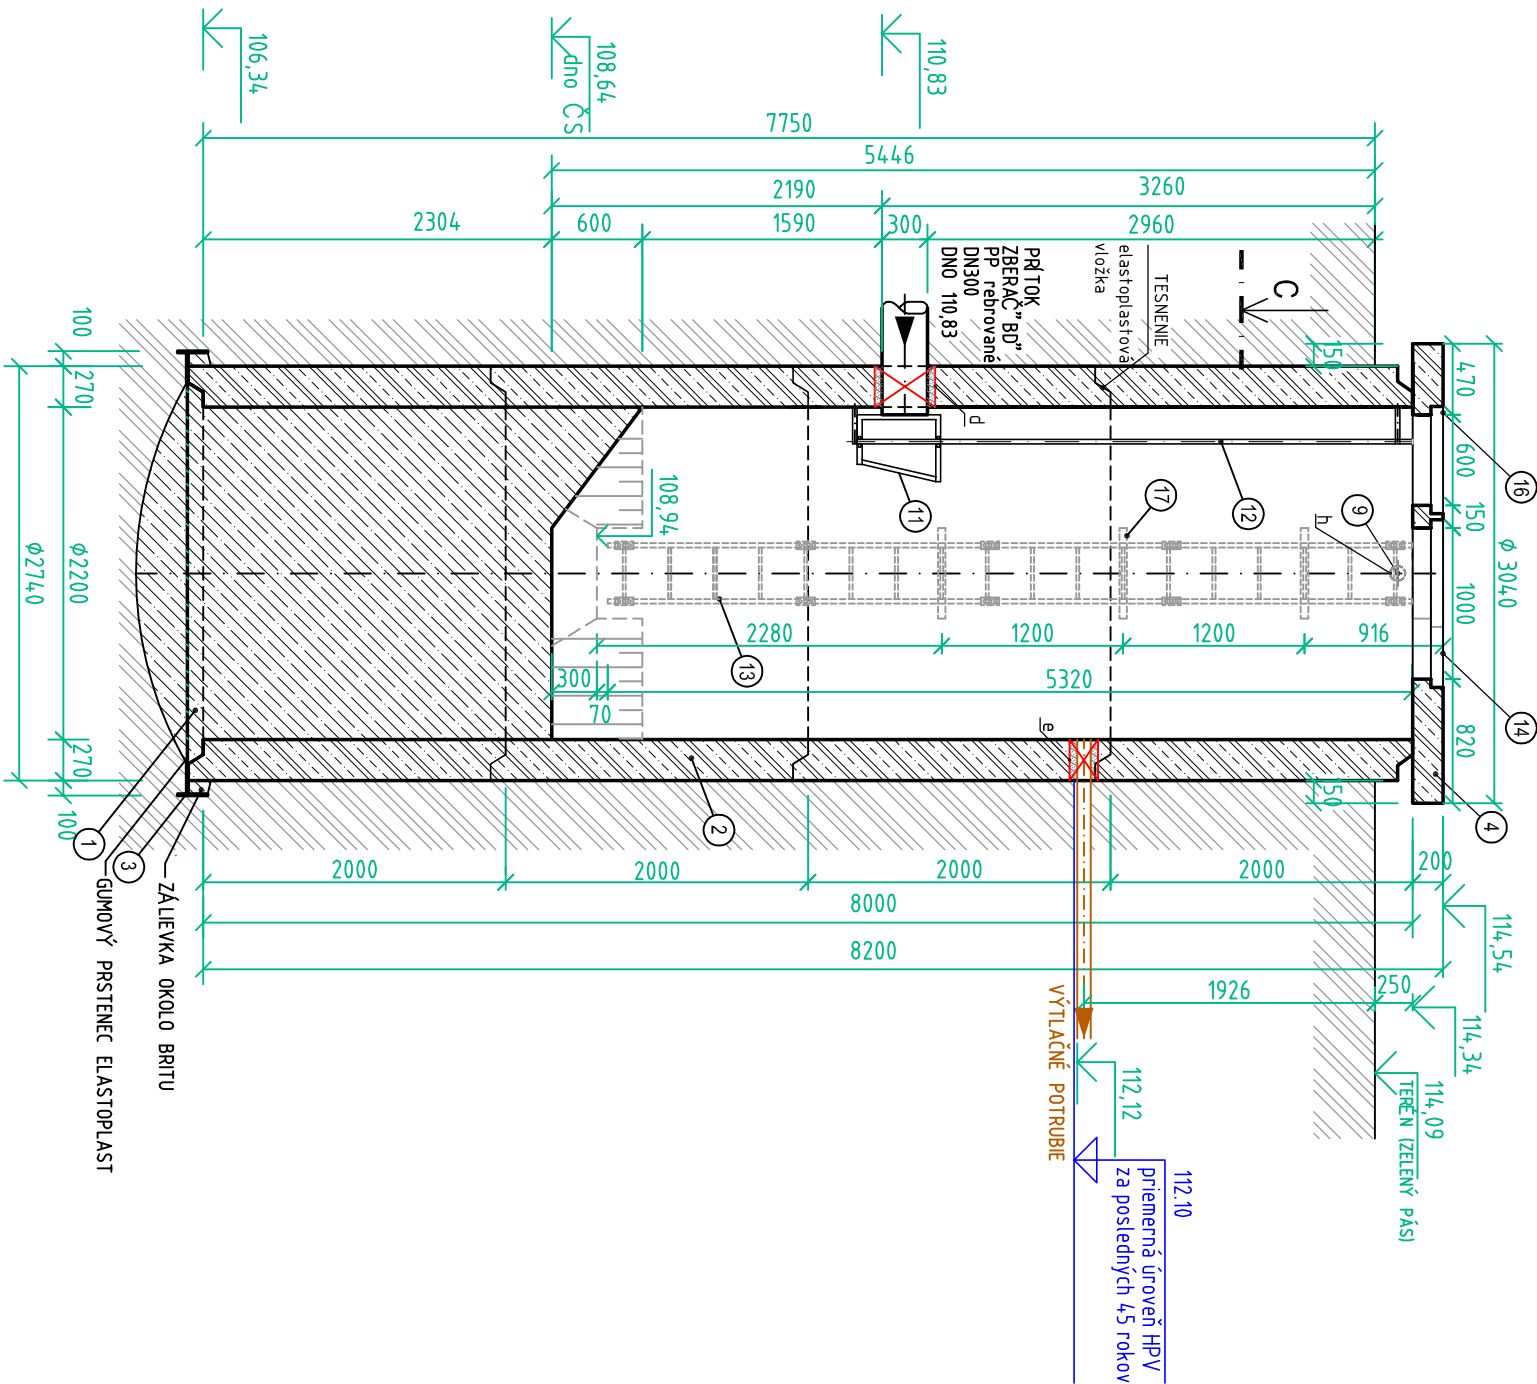 106,34
108,64
dno ČS
110,83
7750
5446
2190
3260
2304
600
1590
300
2960
PRÍTOK
ZBERAČ "BD"
PP rebrované
DN300
DNO 110,83
TESNENIE
elastoplastová
vložka
C
150
470
600
150
1000
820
Ø 3040
16
14
4
9
h
12
17
11
d
13
108,94
2280
1200
1200
916
300
70
5320
e
100
270
Ø2200
Ø2740
270
100
1
3
2
GUMOVÝ PRSTENEC ELASTOPLAST
ZÁLIEVKA OKOLO BRITU
150
2000
2000
2000
2000
200
8000
8200
1926
250
114,54
114,34
114,09
TERÉN (ZELENÝ PÁS)
112,12
VÝTLAČNÉ POTRUBIE
112.10
priemerná úroveň HPV
za posledných 45 rokov